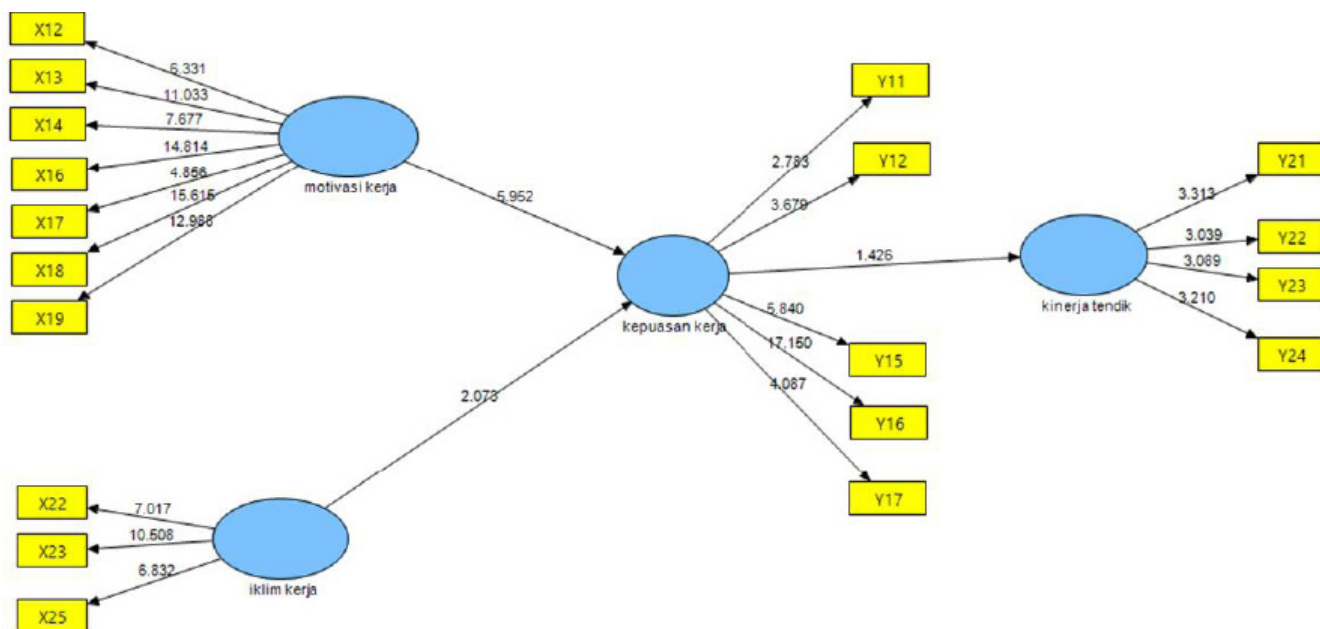 X12
X13
X14
X16
X17
X18
X19
6.331
11.033
7.677
14.814
4.856
15.615
12.988
motivasi kerja
5.952
X22
X23
X25
7.017
10.508
6.832
iklim kerja
2.073
kepuasan kerja
2.783
3.679
5.840
17.150
4.087
Y11
Y12
Y15
Y16
Y17
1.426
kinerja tendik
3.313
3.039
3.089
3.210
Y21
Y22
Y23
Y24